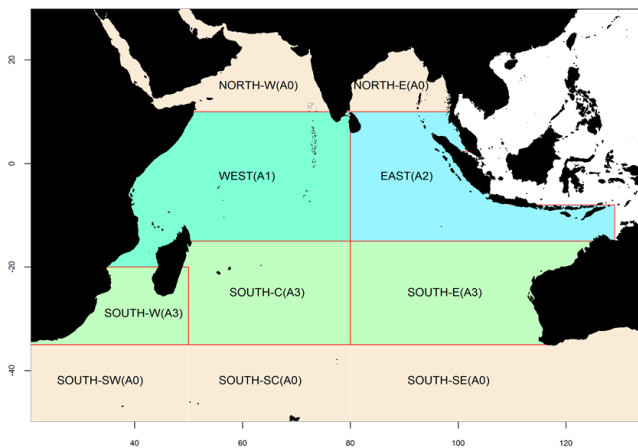 20
NORTH-W(A0) NORTH-E(A0)
0
WEST(A1) EAST(A2)
-20
SOUTH-W(A3) SOUTH-C(A3) SOUTH-E(A3)
-40
SOUTH-SW(A0) SOUTH-SC(A0) SOUTH-SE(A0)
40 60 80 100 120